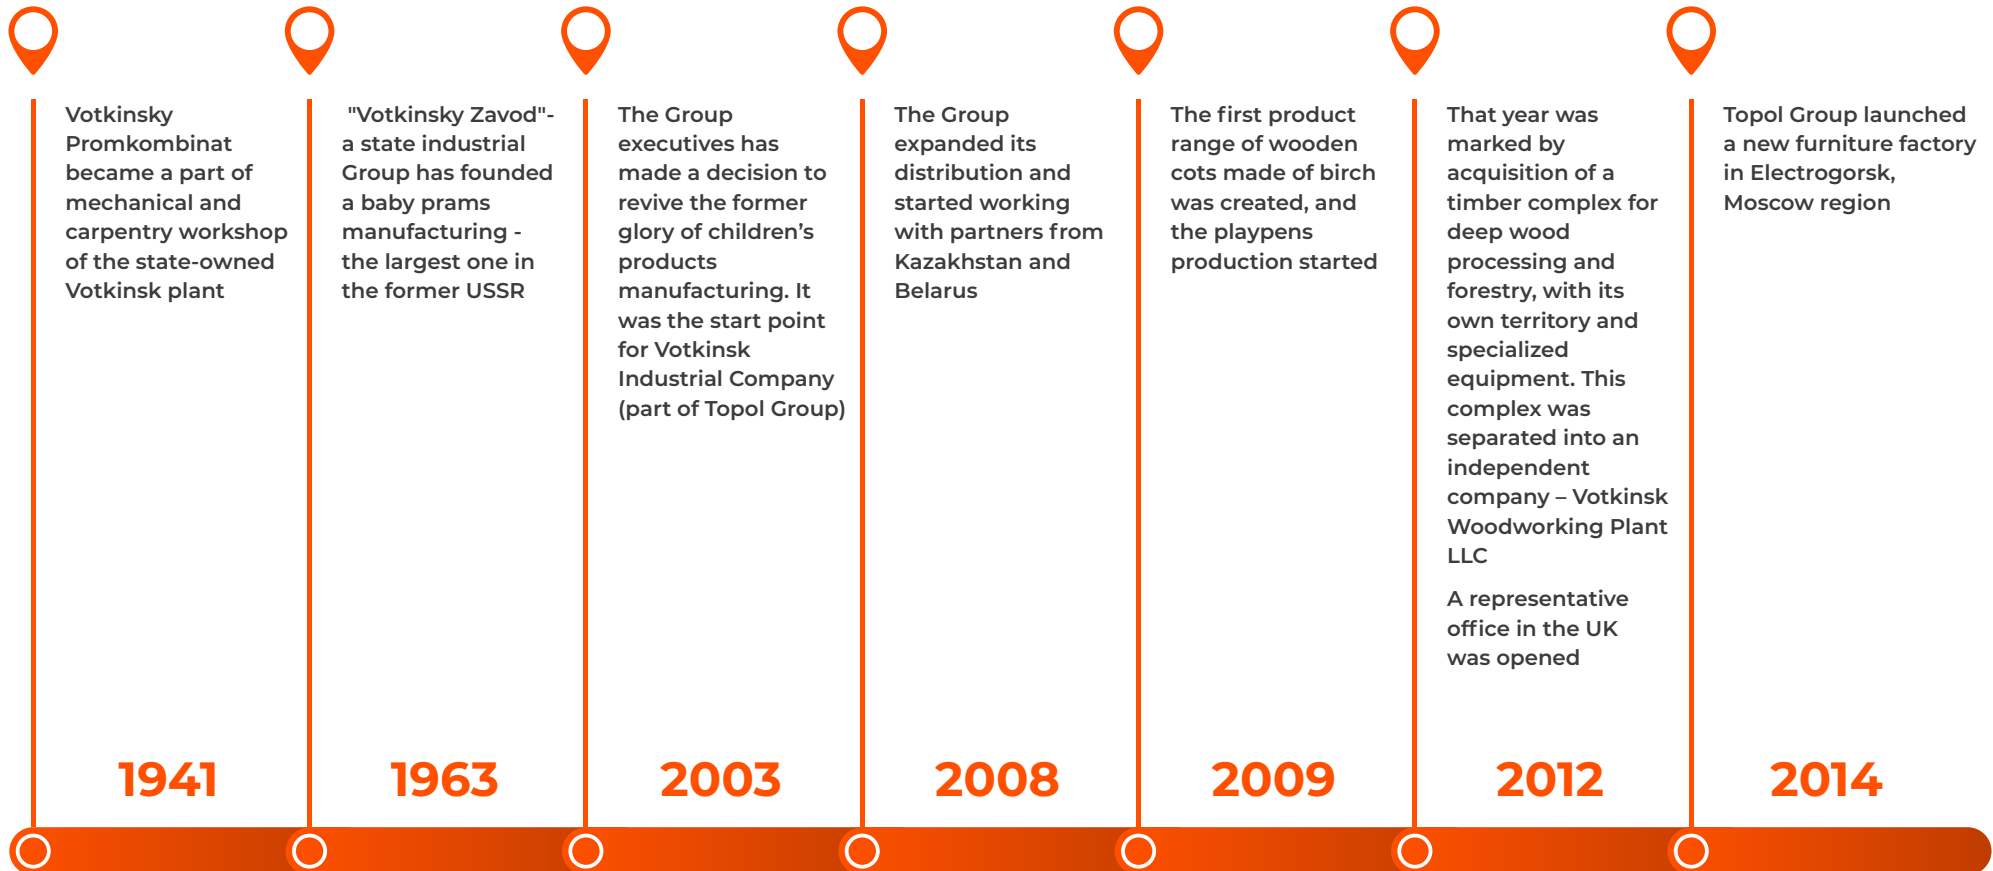 Votkinsky
Promkombinat
became a part of
mechanical and
carpentry workshop
of the state-owned
Votkinsk plant
1941
"Votkinsky Zavod"-
a state industrial
Group has founded
a baby prams
manufacturing -
the largest one in
the former USSR
1963
The Group
executives has
made a decision to
revive the former
glory of children’s
products
manufacturing. It
was the start point
for Votkinsk
Industrial Company
(part of Topol Group)
2003
The Group
expanded its
distribution and
started working
with partners from
Kazakhstan and
Belarus
2008
The first product
range of wooden
cots made of birch
was created, and
the playpens
production started
2009
That year was
marked by
acquisition of a
timber complex for
deep wood
processing and
forestry, with its
own territory and
specialized
equipment. This
complex was
separated into an
independent
company – Votkinsk
Woodworking Plant
LLC
A representative
office in the UK
was opened
2012
Topol Group launched
a new furniture factory
in Electrogorsk,
Moscow region
2014